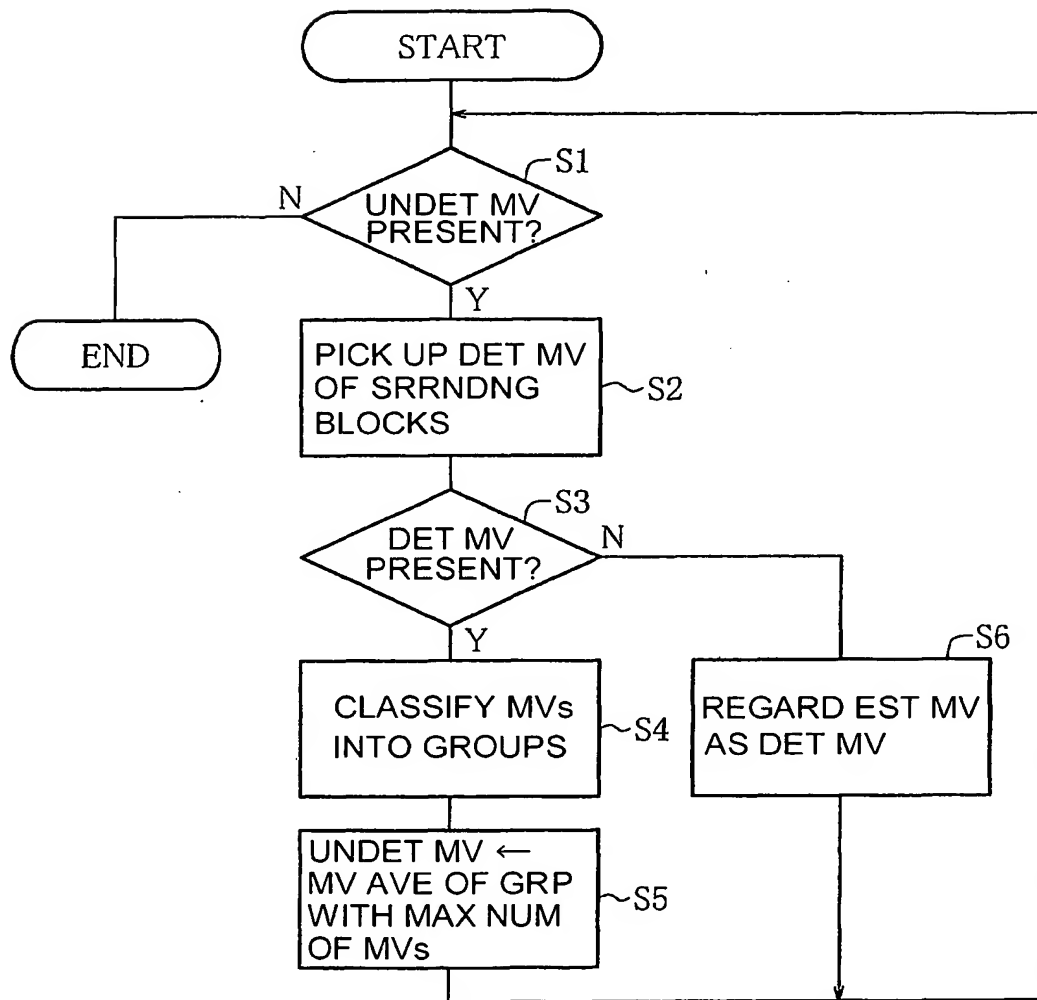 START
S1
N
UNDET MV
PRESENT?
Y
END
PICK UP DET MV
OF SRRNDNG
BLOCKS
S2
S3
DET MV
PRESENT?
N
Y
S6
CLASSIFY MVs
INTO GROUPS
S4
REGARD EST MV
AS DET MV
UNDET MV ←
MV AVE OF GRP
WITH MAX NUM
OF MVs
S5